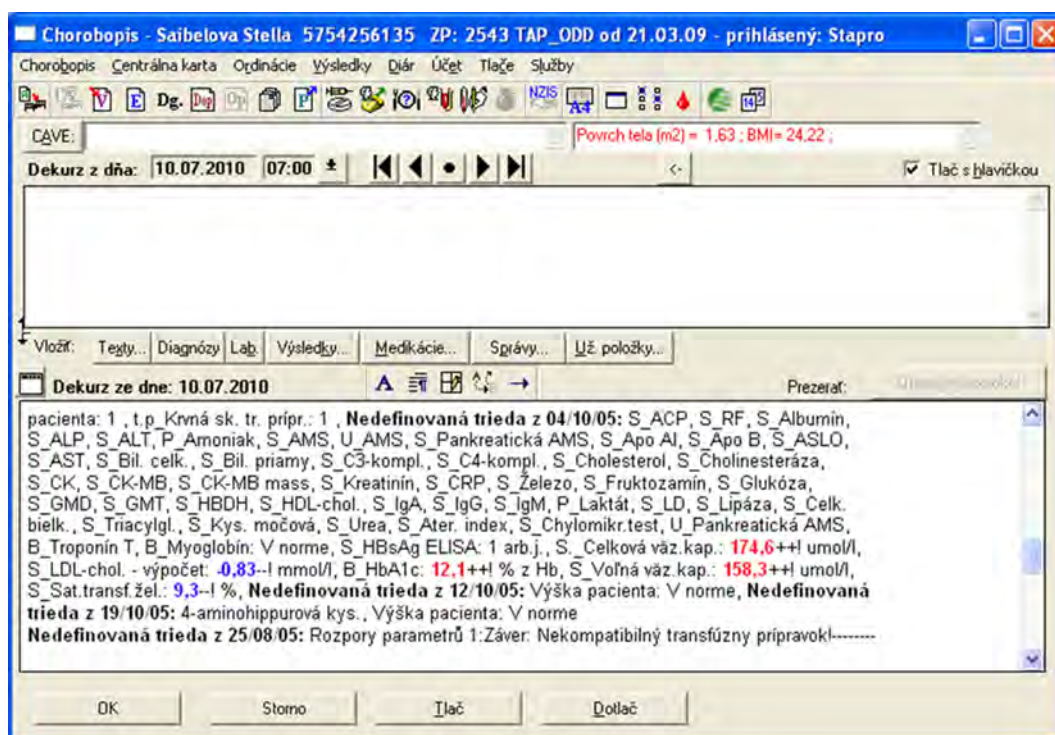 Chorobopis - Saibelova Stella 5754256135 ZP: 2543 TAP_ODD od 21.03.09 - prihlásený: Stapro
Chorobopis Centrálna karta Ordinácie Výsledky Diár Účet Tlače Služby
V E Dg. Dop Op P NZIS A4
CAVE: Povrch tela (m2) = 1,63 ; BMI= 24,22 ;
Dekurz z dňa: 10.07.2010 07:00 <- Tlač s hlavičkou
Vložiť: Texty... Diagnózy Lab. Výsledky... Medikácie... Správy... Už. položky...
Dekurz ze dne: 10.07.2010 A Prezerať:
pacienta: 1 , t.p_Krvná sk. tr. prípr.: 1 , Nedefinovaná trieda z 04/10/05: S_ACP, S_RF, S_Albumín,
S_ALP, S_ALT, P_Amoniak, S_AMS, U_AMS, S_Pankreatická AMS, S_Apo AI, S_Apo B, S_ASLO,
S_AST, S_Bil. celk., S_Bil. priamy, S_C3-kompl., S_C4-kompl., S_Cholesterol, S_Cholinesteráza,
S_CK, S_CK-MB, S_CK-MB mass, S_Kreatinín, S_CRP, S_Železo, S_Fruktozamín, S_Glukóza,
S_GMD, S_GMT, S_HBDH, S_HDL-chol., S_IgA, S_IgG, S_IgM, P_Laktát, S_LD, S_Lipáza, S_Celk.
bielk., S_Triacylgl., S_Kys. močová, S_Urea, S_Ater. index, S_Chylomikr.test, U_Pankreatická AMS,
B_Troponín T, B_Myoglobín: V norme, S_HBsAg ELISA: 1 arb.j., S._Celková väz.kap.: 174,6++! umol/l,
S_LDL-chol. - výpočet: -0,83--! mmol/l, B_HbA1c: 12,1++! % z Hb, S_Voľná väz.kap.: 158,3++! umol/l,
S_Sat.transf.žel.: 9,3--! %, Nedefinovaná trieda z 12/10/05: Výška pacienta: V norme, Nedefinovaná
trieda z 19/10/05: 4-aminohippurová kys., Výška pacienta: V norme
Nedefinovaná trieda z 25/08/05: Rozpory parametrů 1:Záver: Nekompatibilný transfúzny prípravok!--------
OK Storno Tlač Dotlač